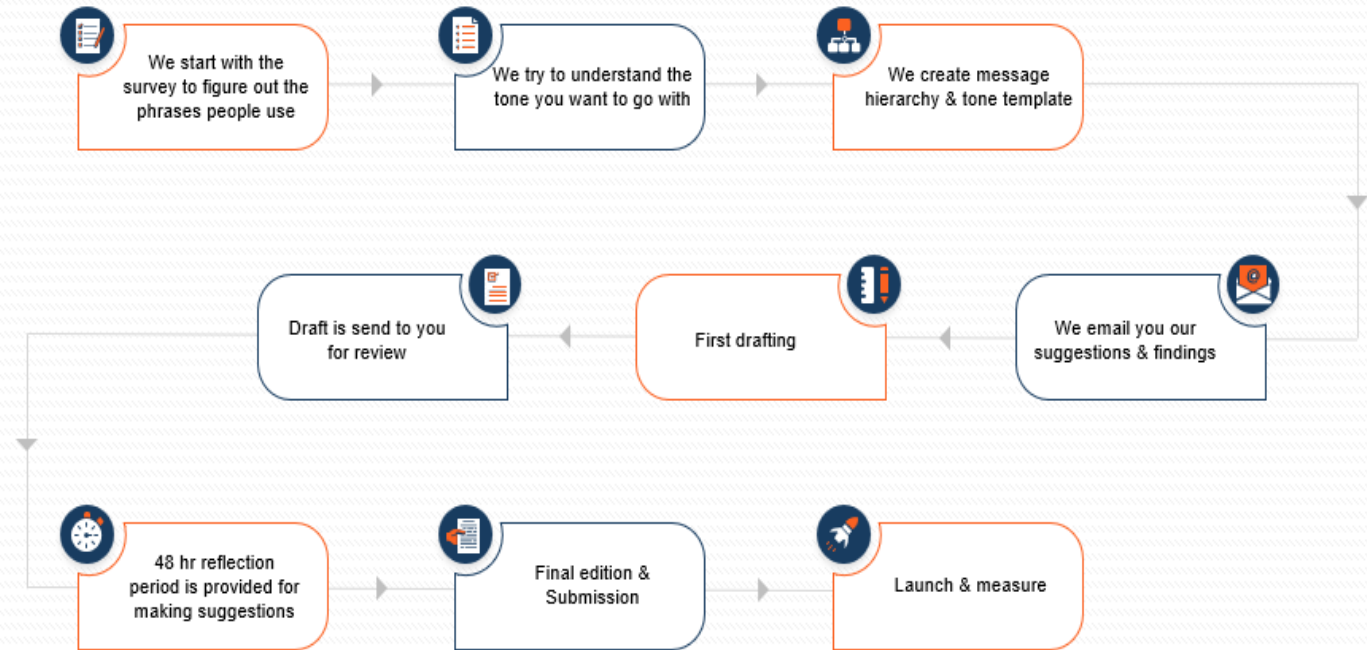 We start with the
survey to figure out the
phrases people use
We try to understand the
tone you want to go with
We create message
hierarchy & tone template
We email you our
suggestions & findings
First drafting
Draft is send to you
for review
48 hr reflection
period is provided for
making suggestions
Final edition &
Submission
Launch & measure